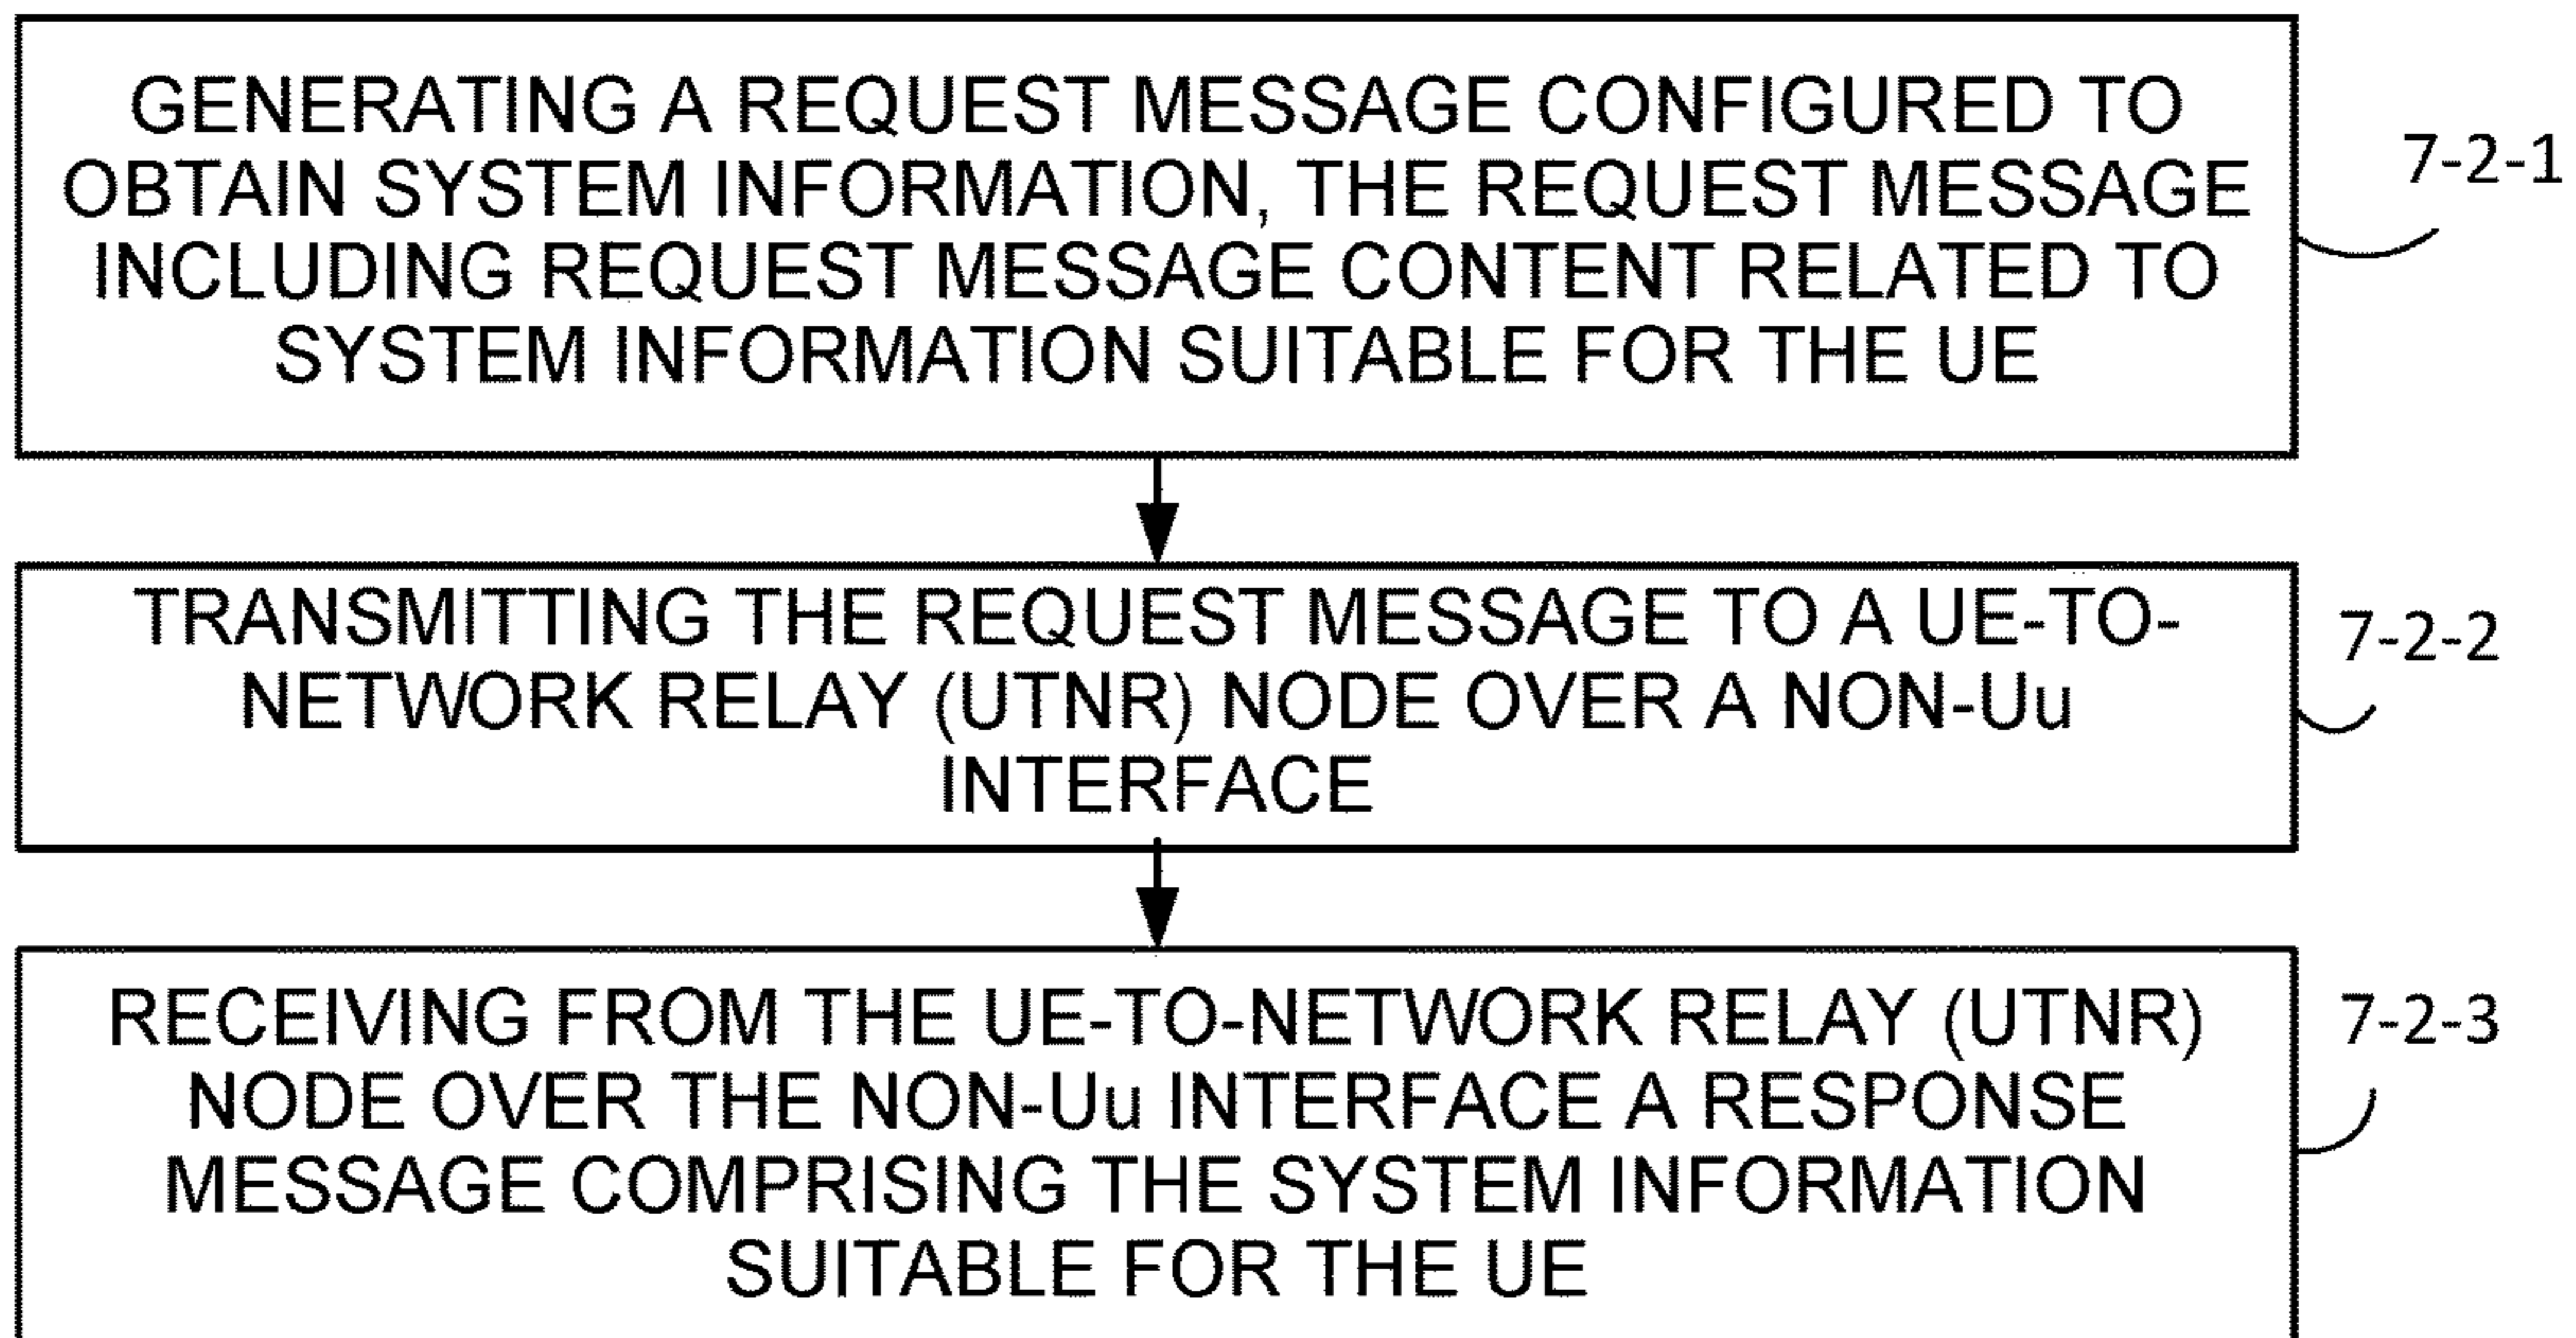 GENERATING A REQUEST MESSAGE CONFIGURED TO
OBTAIN SYSTEM INFORMATION, THE REQUEST MESSAGE
INCLUDING REQUEST MESSAGE CONTENT RELATED TO
SYSTEM INFORMATION SUITABLE FOR THE UE
7-2-1
TRANSMITTING THE REQUEST MESSAGE TO A UE-TO-
NETWORK RELAY (UTNR) NODE OVER A NON-Uu
INTERFACE
7-2-2
RECEIVING FROM THE UE-TO-NETWORK RELAY (UTNR)
NODE OVER THE NON-Uu INTERFACE A RESPONSE
MESSAGE COMPRISING THE SYSTEM INFORMATION
SUITABLE FOR THE UE
7-2-3